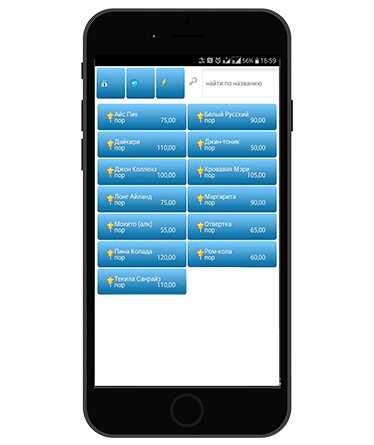 56% 18:59
найти по названию
Айс Пик
пор 75,00
Белый Русский
пор 90,00
Дайкири
пор 110,00
Джин-тоник
пор 50,00
Джон Колленз
пор 100,00
Кровавая Мэри
пор 105,00
Лонг Айланд
пор 75,00
Маргарита
пор 90,00
Мохито (алк)
пор 55,00
Отвертка
пор 65,00
Пина Колада
пор 120,00
Ром-кола
пор 60,00
Текила Санрайз
пор 110,00